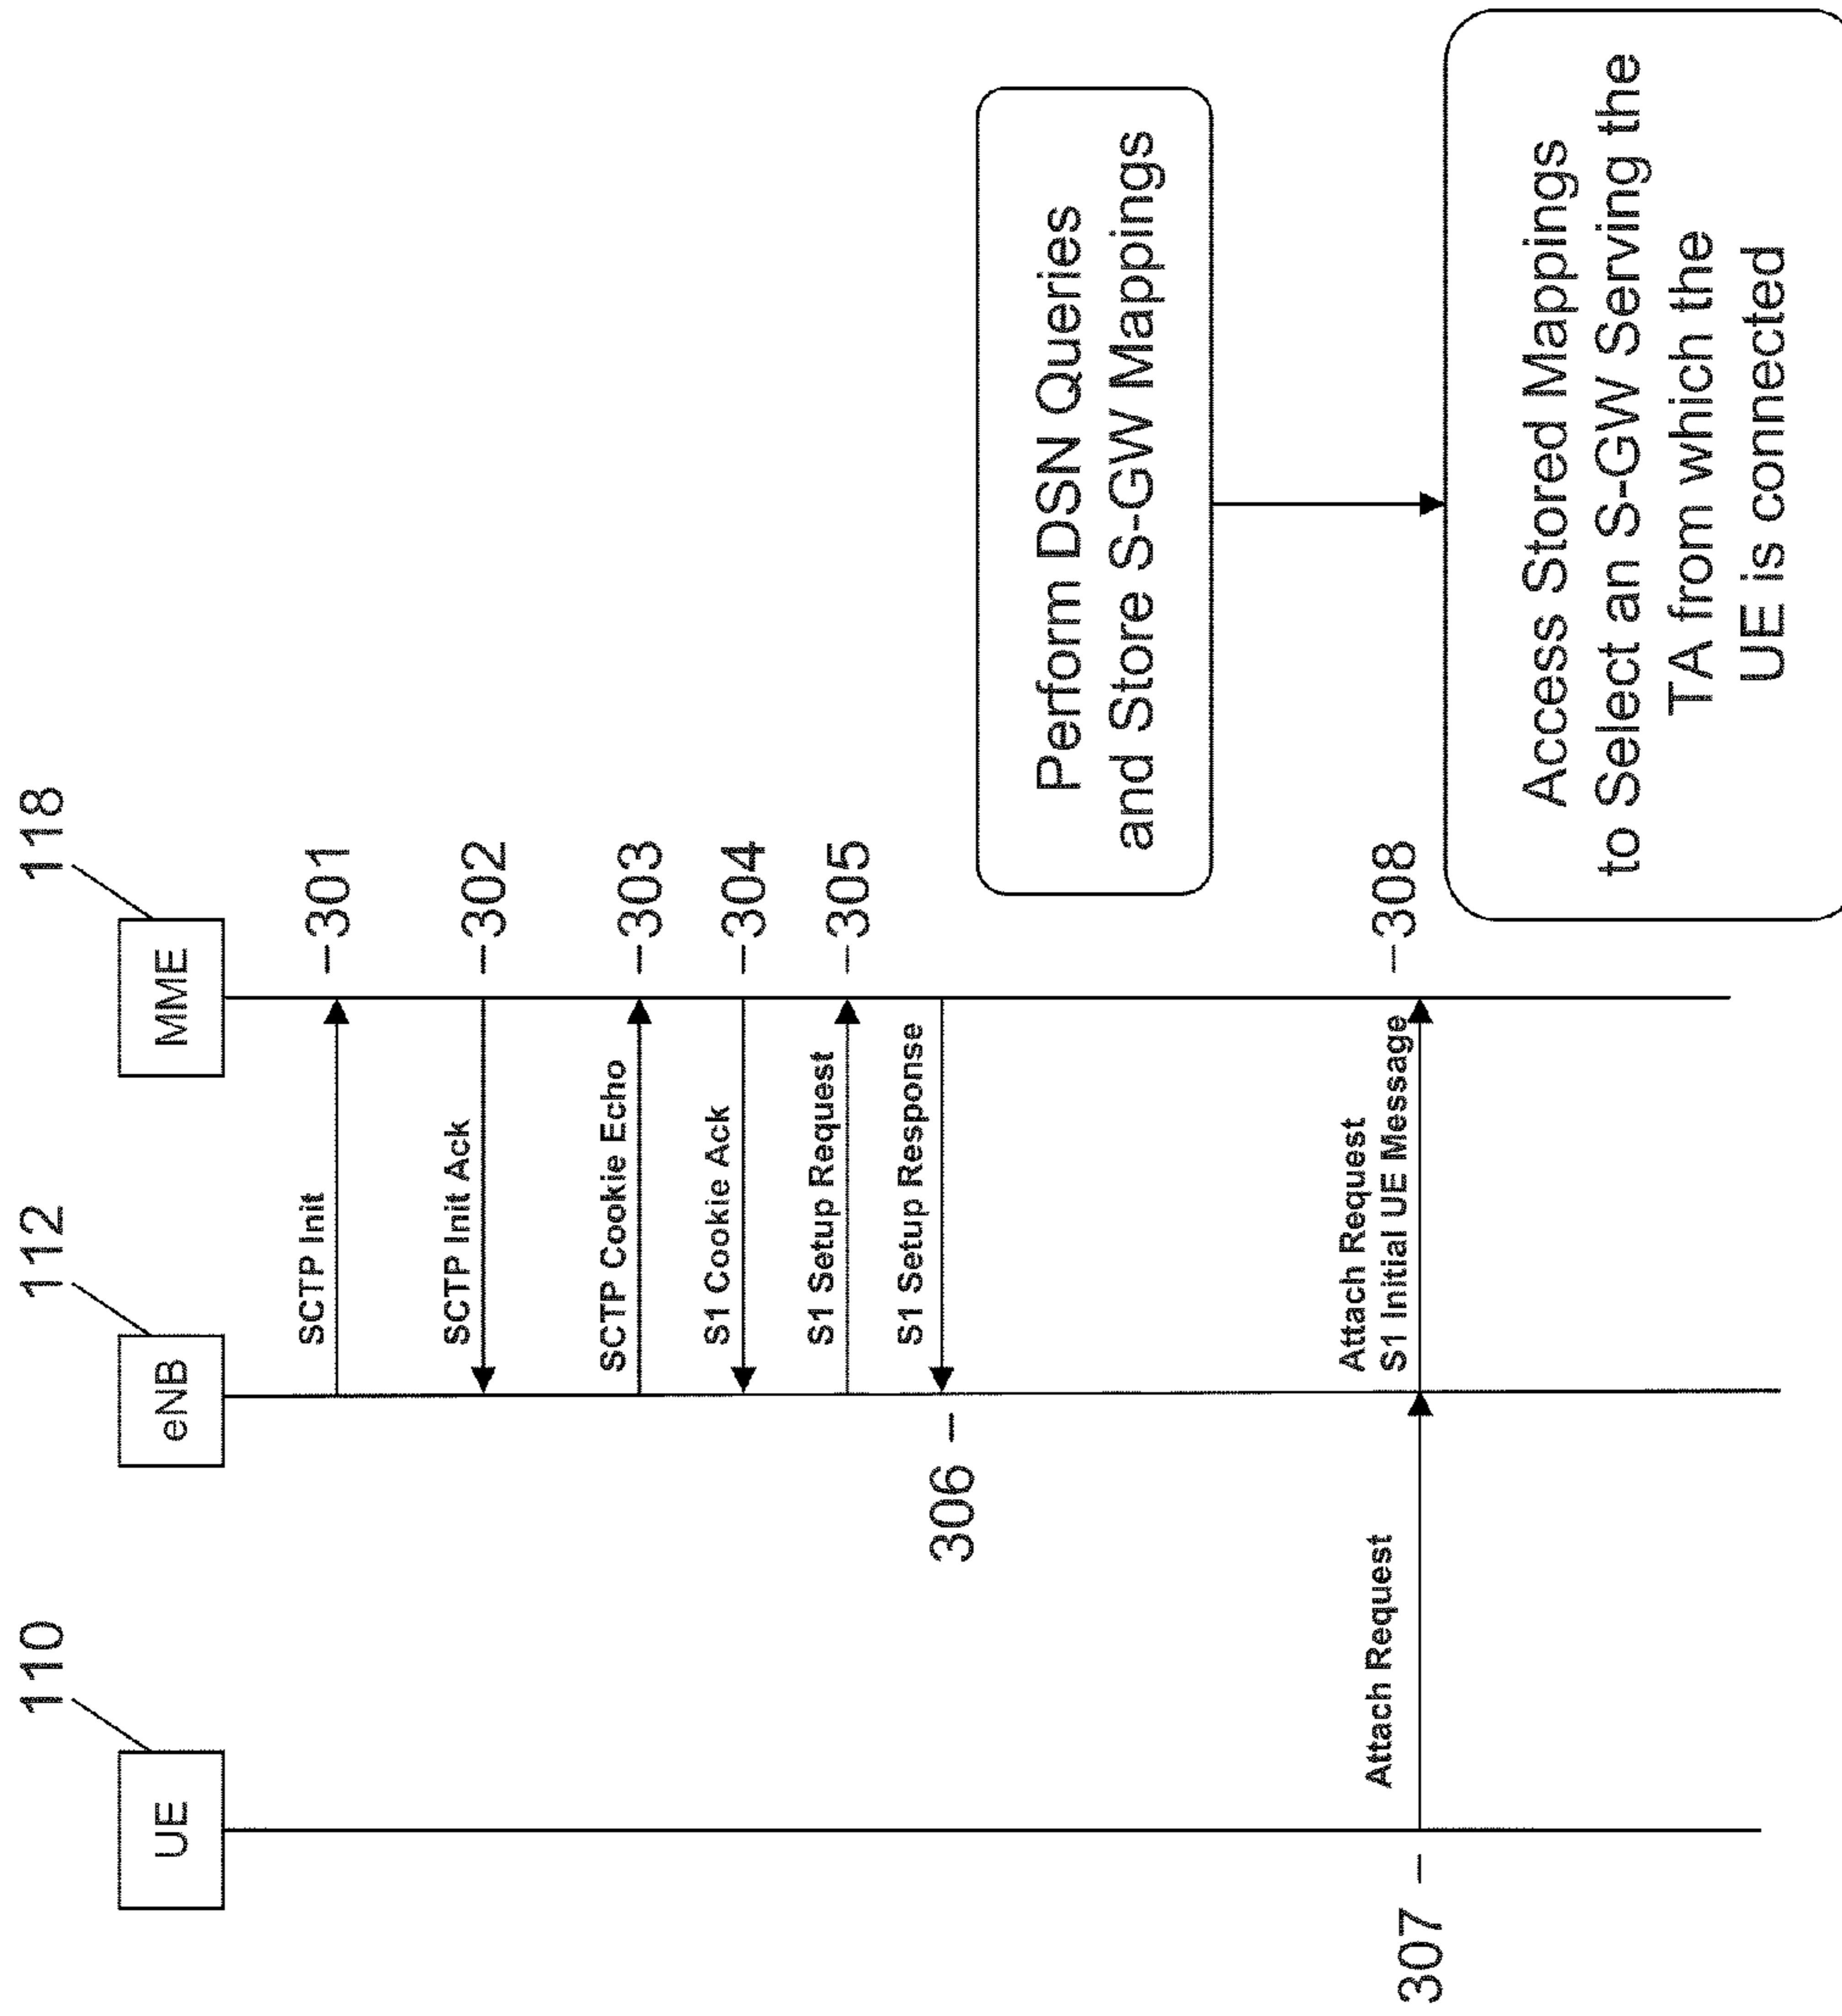 110
112
118
UE
eNB
MME
SCTP Init
301
SCTP Init Ack
302
SCTP Cookie Echo
303
S1 Cookie Ack
304
S1 Setup Request
305
S1 Setup Response
306
Perform DSN Queries
and Store S-GW Mappings
307
Attach Request
Attach Request
S1 Initial UE Message
308
Access Stored Mappings
to Select an S-GW Serving the
TA from which the
UE is connected